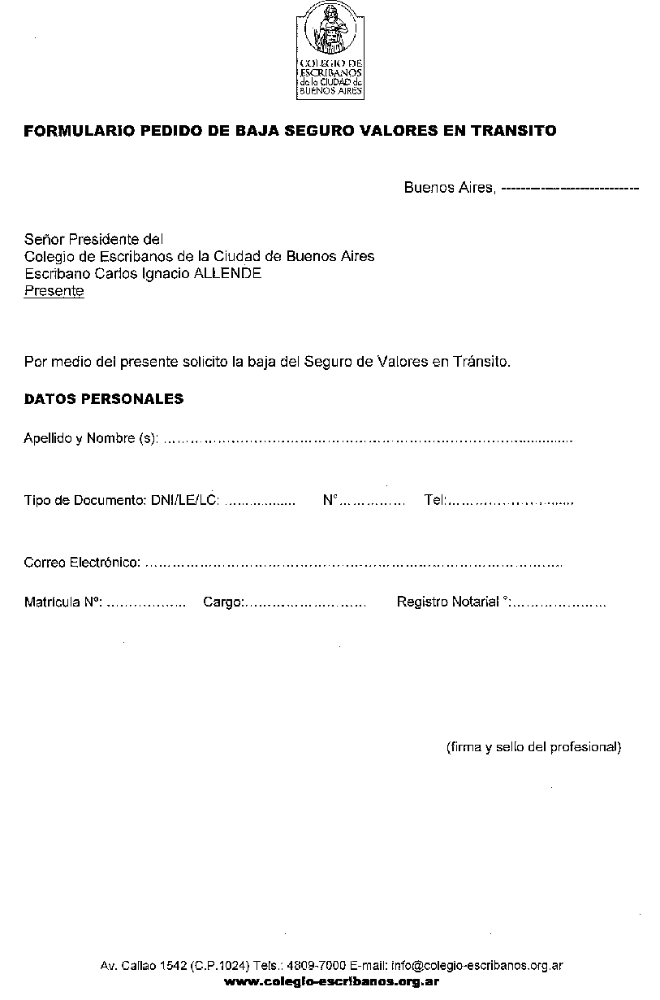 COLEGIO DE
ESCRIBANOS
de la CIUDAD de
BUENOS AIRES
FORMULARIO PEDIDO DE BAJA SEGURO VALORES EN TRANSITO
Buenos Aires, ----------------------------
Señor Presidente del
Colegio de Escribanos de la Ciudad de Buenos Aires
Escribano Carlos Ignacio ALLENDE
Presente
Por medio del presente solicito la baja del Seguro de Valores en Tránsito.
DATOS PERSONALES
Apellido y Nombre (s): ................................................................................................
Tipo de Documento: DNI/LE/LC: ................. N°............... Tel:..............................
Correo Electrónico: ..................................................................................................
Matrícula Nº: .................. Cargo:............................ Registro Notarial °:.....................
(firma y sello del profesional)
Av. Callao 1542 (C.P.1024) Tels.: 4809-7000 E-mail: info@colegio-escribanos.org.ar
www.colegio-escribanos.org.ar